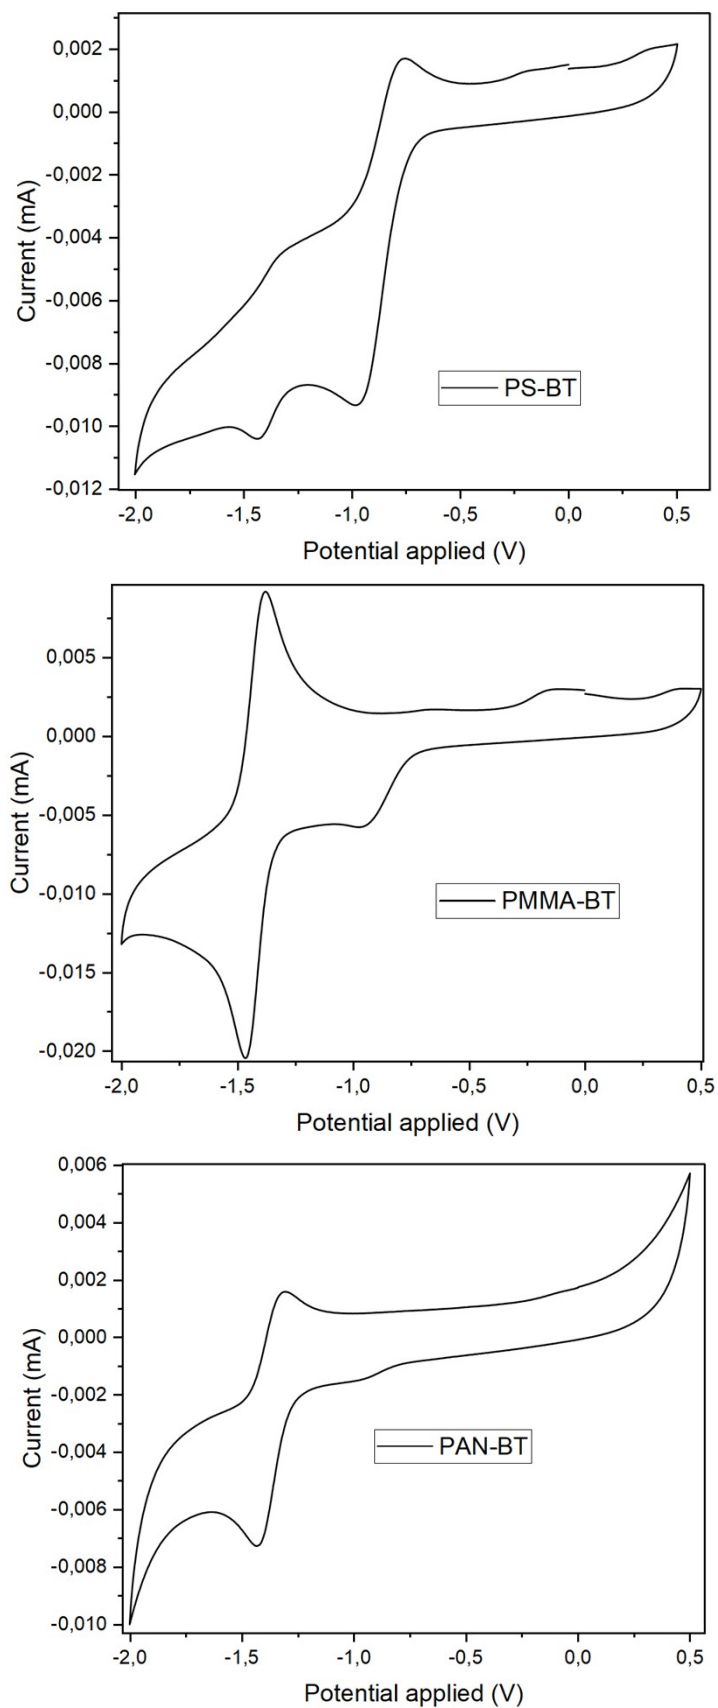 0,002
0,000
-0,002
-0,004
-0,006
-0,008
-0,010
-0,012
Current (mA)
PS-BT
-2,0 -1,5 -1,0 -0,5 0,0 0,5
Potential applied (V)
0,005
0,000
-0,005
-0,010
-0,015
-0,020
Current (mA)
PMMA-BT
-2,0 -1,5 -1,0 -0,5 0,0 0,5
Potential applied (V)
0,006
0,004
0,002
0,000
-0,002
-0,004
-0,006
-0,008
-0,010
Current (mA)
PAN-BT
-2,0 -1,5 -1,0 -0,5 0,0 0,5
Potential applied (V)